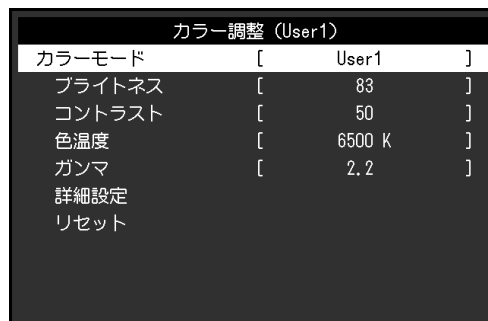 カラー調整 (User1)
カラーモード [ User1 ]
ブライトネス [ 83 ]
コントラスト [ 50 ]
色温度 [ 6500 K ]
ガンマ [ 2.2 ]
詳細設定
リセット